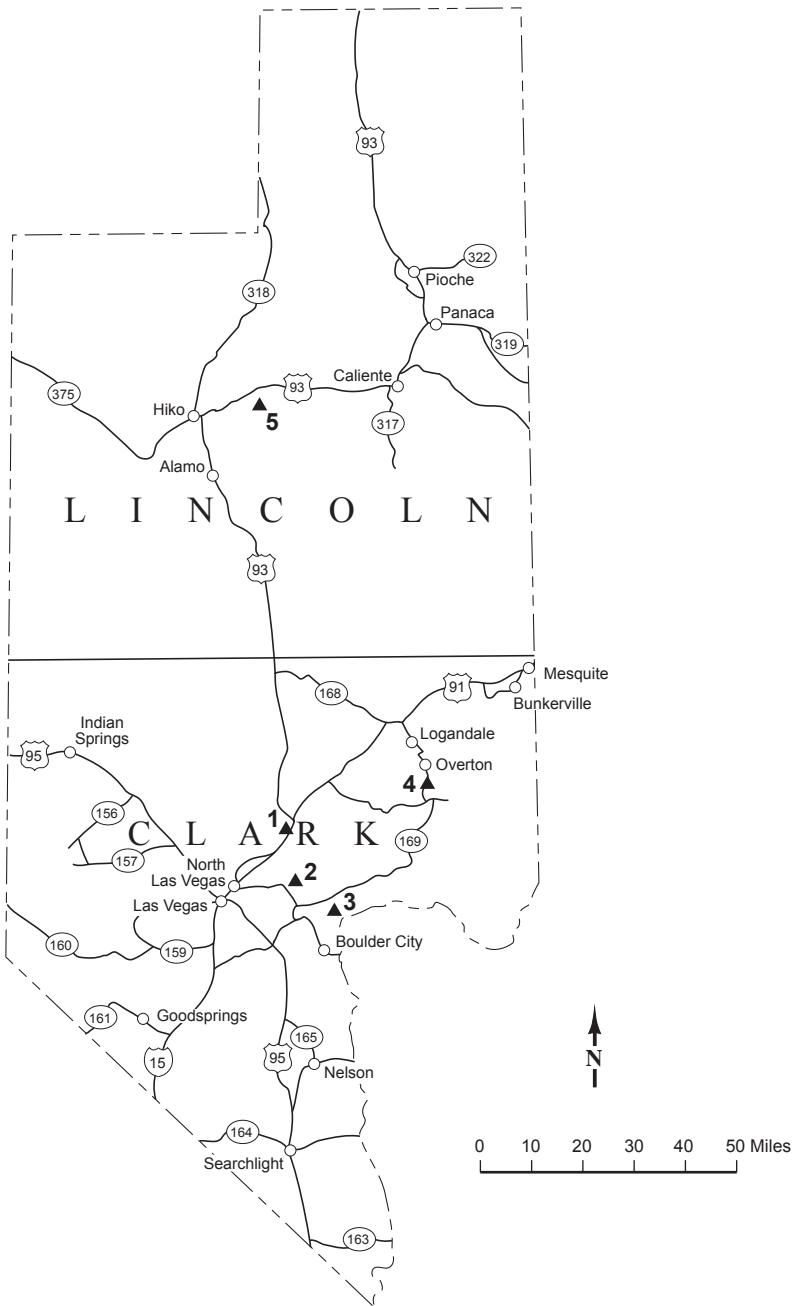 93
322
Pioche
318
Panaca
319
Caliente
375
93
Hiko
5
317
Alamo
L I N C O L N
93
Mesquite
168
91
Bunkerville
Indian
Springs
Logandale
95
Overton
4
156
1
C L A R K
169
157
North
Las Vegas
2
Las Vegas
3
160
159
Boulder City
161
Goodsprings
165
15
95
N
Nelson
164
0 10 20 30 40 50 Miles
Searchlight
163